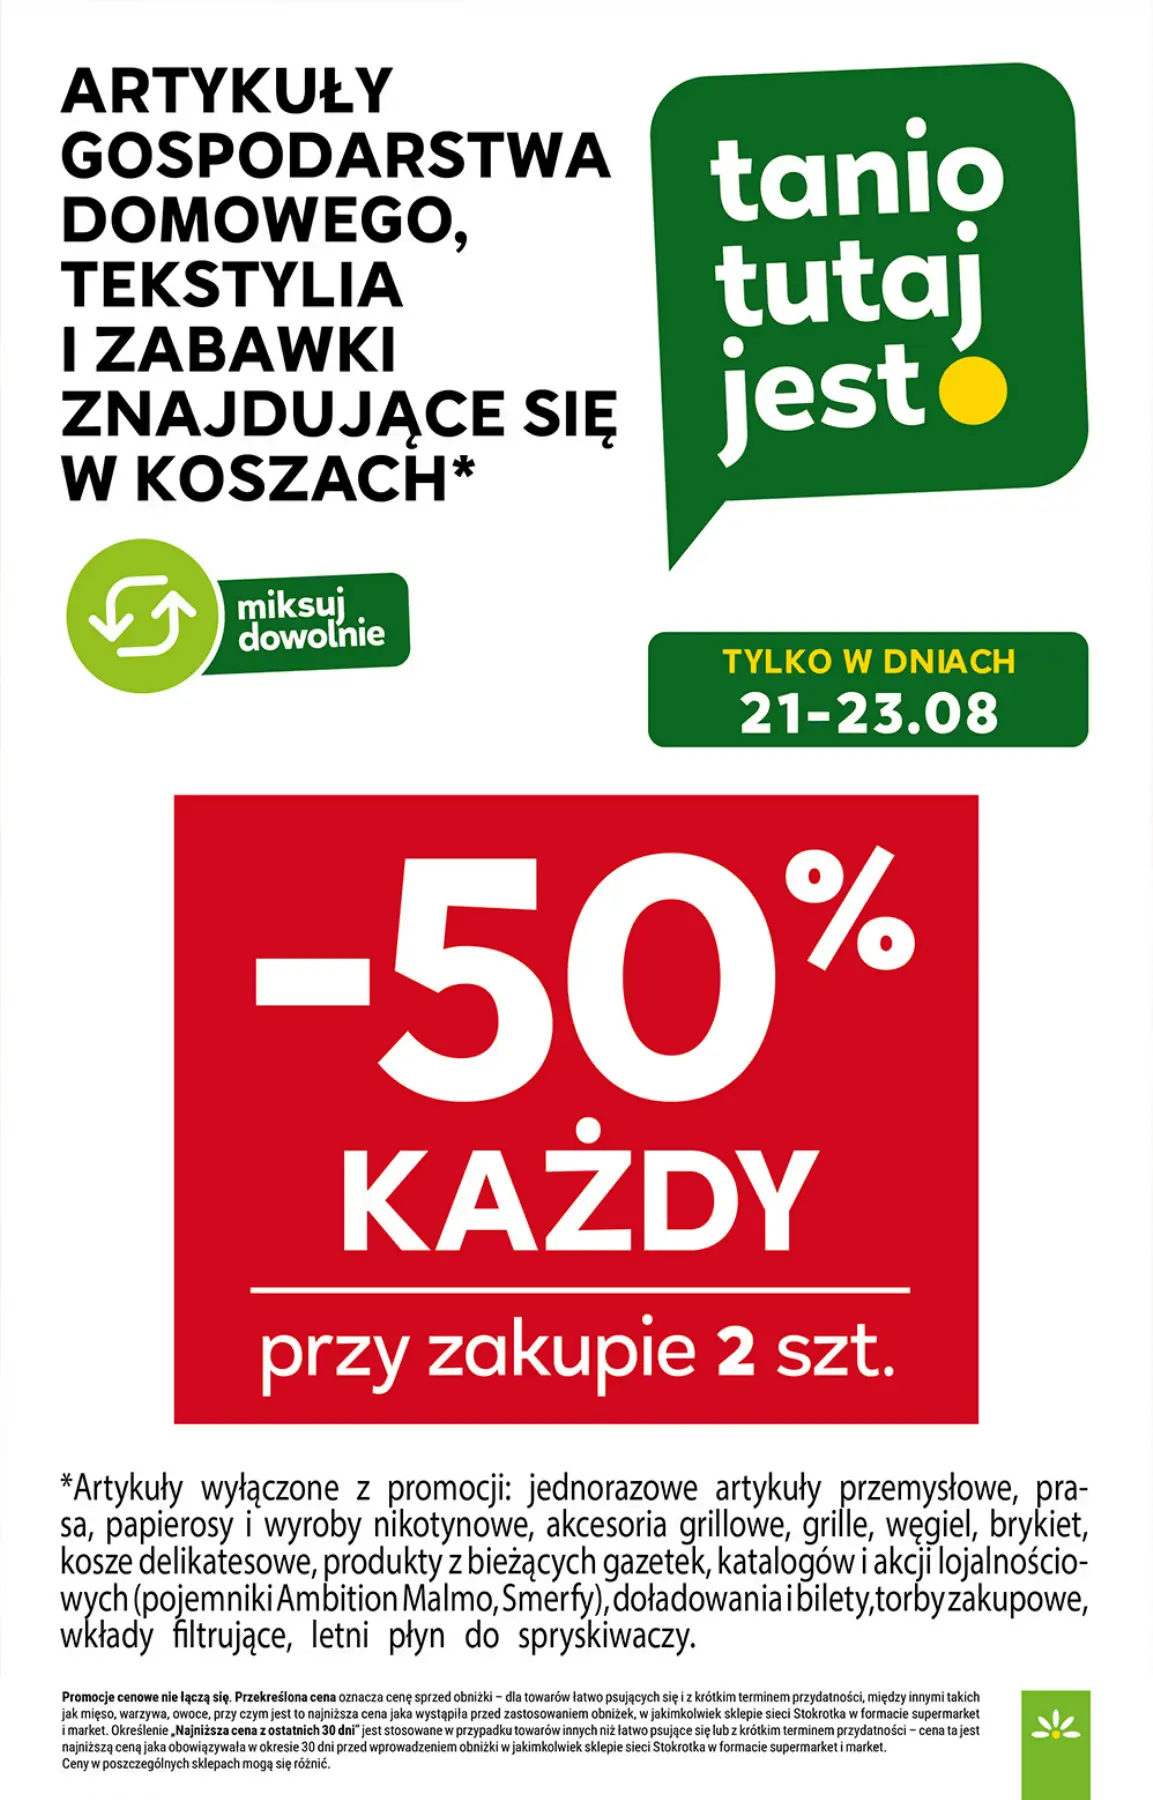 ARTYKUŁY
GOSPODARSTWA
DOMOWEGO,
TEKSTYLIA
I ZABAWKI
ZNAJDUJĄCE SIĘ
W KOSZACH*
tanio
tutaj
jest
miksuj
dowolnie
TYLKO W DNIACH
21-23.08
-50%
KAŻDY
przy zakupie 2 szt.
*Artykuły wyłączone z promocji: jednorazowe artykuły przemysłowe, pra-
sa, papierosy i wyroby nikotynowe, akcesoria grillowe, grille, węgiel, brykiet,
kosze delikatesowe, produkty z bieżących gazetek, katalogów i akcji lojalnościo-
wych (pojemniki Ambition Malmo, Smerfy), doładowania i bilety, torby zakupowe,
wkłady filtrujące, letni płyn do spryskiwaczy.
Promocje cenowe nie łączą się. Przekreślona cena oznacza cenę sprzed obniżki – dla towarów łatwo psujących się i z krótkim terminem przydatności, między innymi takich
jak mięso, warzywa, owoce, przy czym jest to najniższa cena jaka wystąpiła przed zastosowaniem obniżek, w jakimkolwiek sklepie sieci Stokrotka w formacie supermarket
i market. Określenie „Najniższa cena z ostatnich 30 dni" jest stosowane w przypadku towarów innych niż łatwo psujące się lub z krótkim terminem przydatności – cena ta jest
najniższą ceną jaka obowiązywała w okresie 30 dni przed wprowadzeniem obniżki w jakimkolwiek sklepie sieci Stokrotka w formacie supermarket i market.
Ceny w poszczególnych sklepach mogą się różnić.